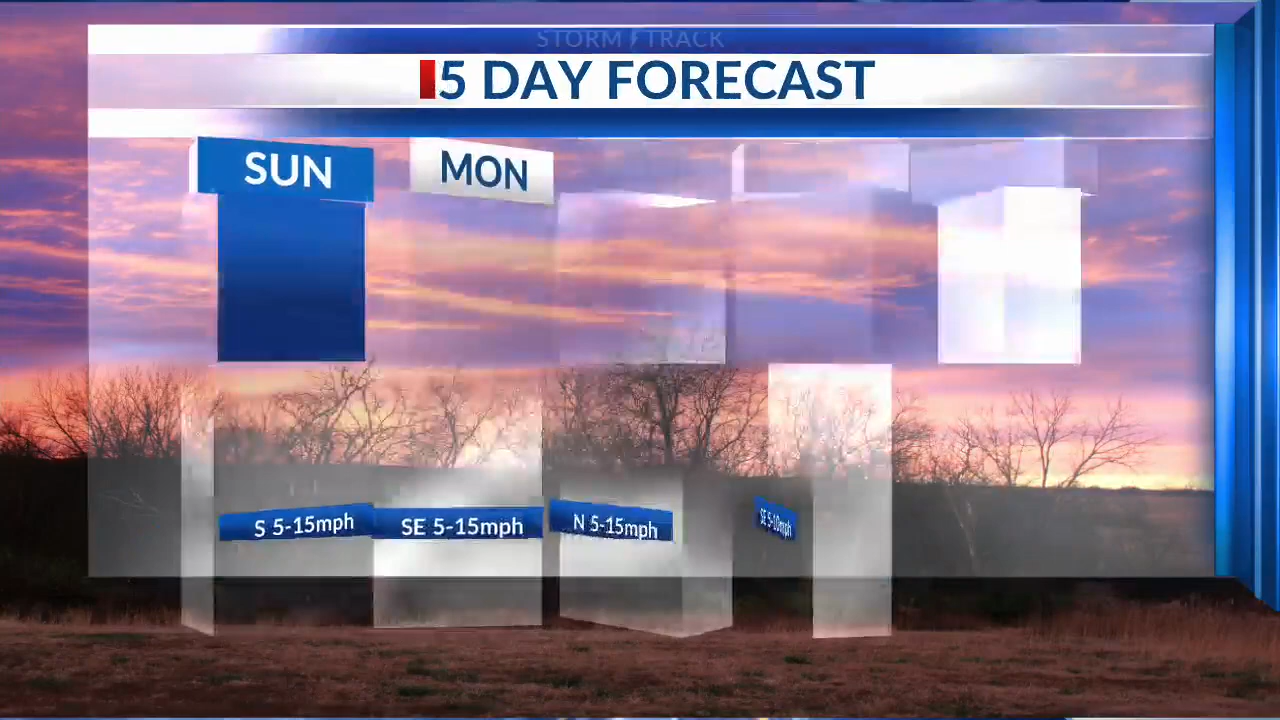 STORM TRACK
5 DAY FORECAST
SUN
MON
S 5-15mph
SE 5-15mph
N 5-15mph
SE 5-10mph